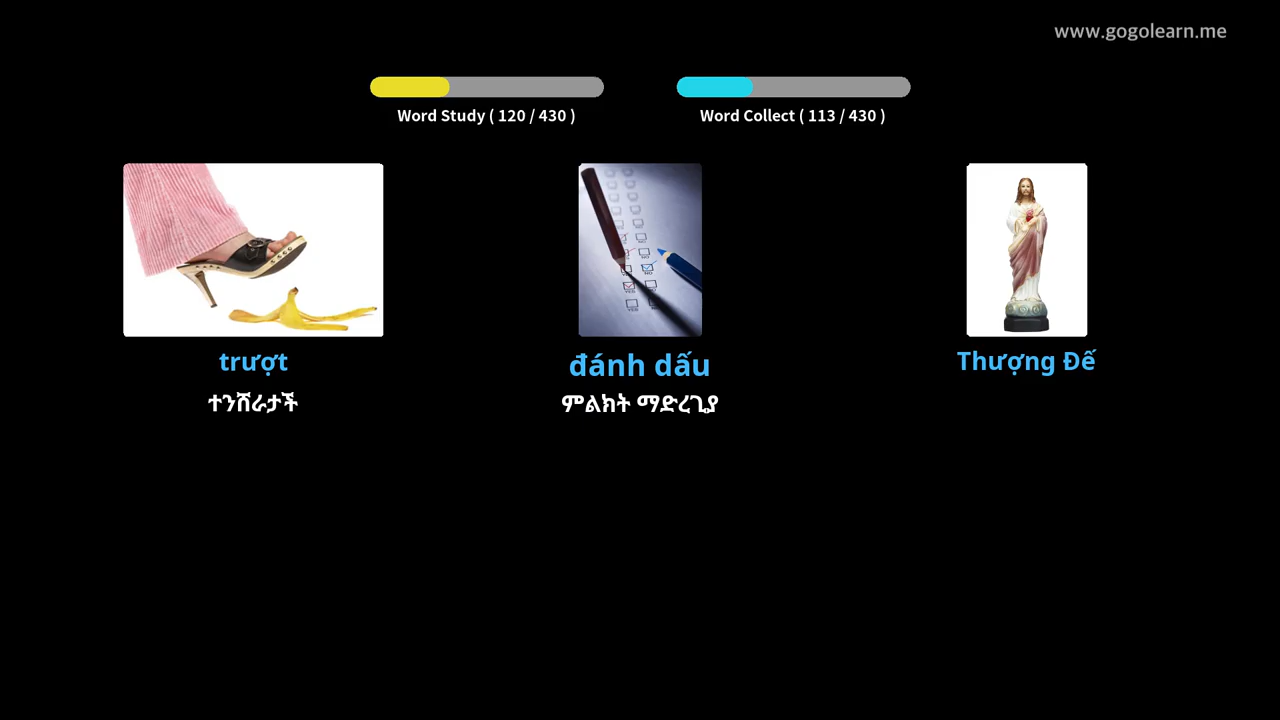 www.gogolearn.me
Word Study ( 120 / 430 )
Word Collect ( 113 / 430 )
trượt
đánh dấu
Thượng Đế
ተንሸራታች
ምልክት ማድረጊያ